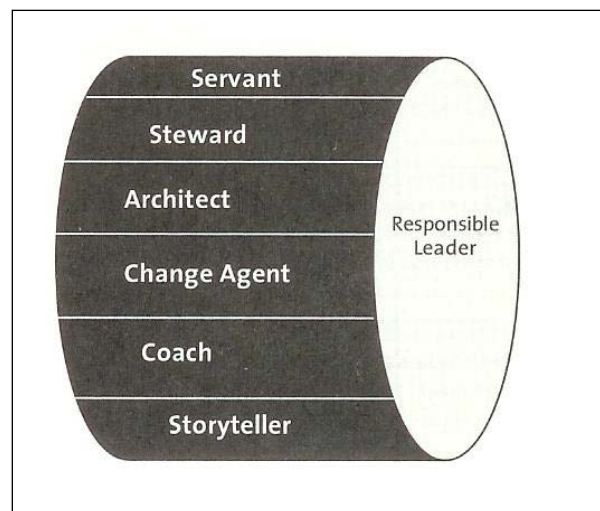 Servant
Steward
Architect
Change Agent
Coach
Storyteller
Responsible
Leader